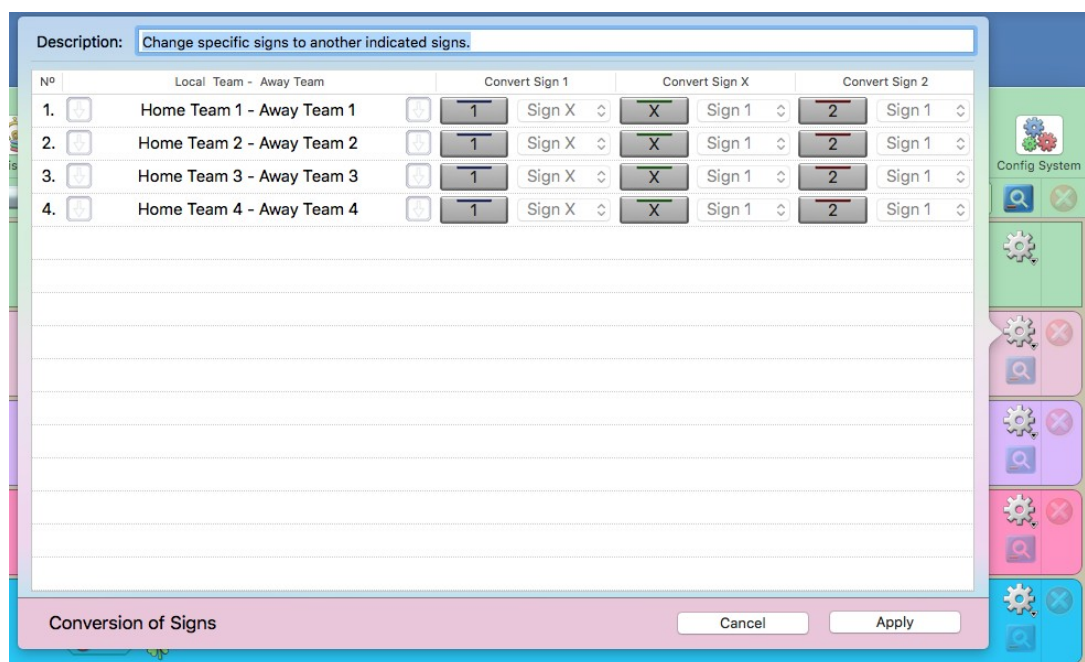 Description: Change specific signs to another indicated signs.
Nº Local Team - Away Team Convert Sign 1 Convert Sign X Convert Sign 2
1. Home Team 1 - Away Team 1 1 Sign X X Sign 1 2 Sign 1
2. Home Team 2 - Away Team 2 1 Sign X X Sign 1 2 Sign 1
3. Home Team 3 - Away Team 3 1 Sign X X Sign 1 2 Sign 1
4. Home Team 4 - Away Team 4 1 Sign X X Sign 1 2 Sign 1
Config System
Conversion of Signs Cancel Apply